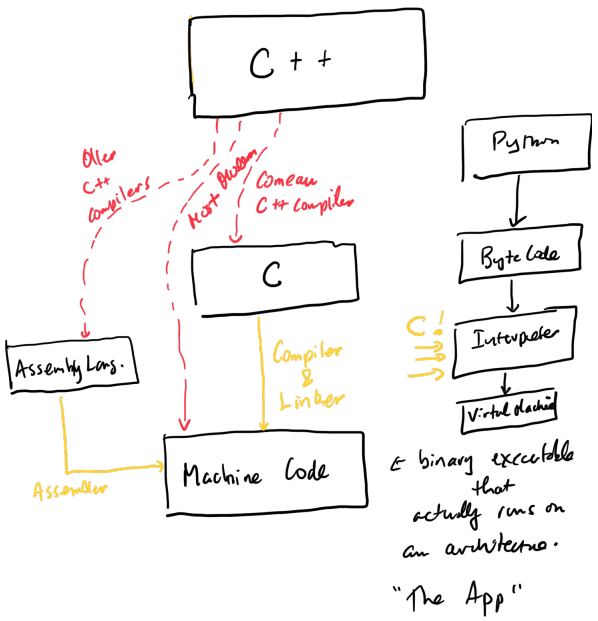 C++
Older
C++
Compilers
Most Modern
Comeau
C++ Compiler
C
Compiler
&
Linker
Assembly Lang.
Assembler
Machine Code
Python
Byte Code
C!
Interpreter
Virtual Machine
binary executable
that
actually runs on
an architecture.
"The App"